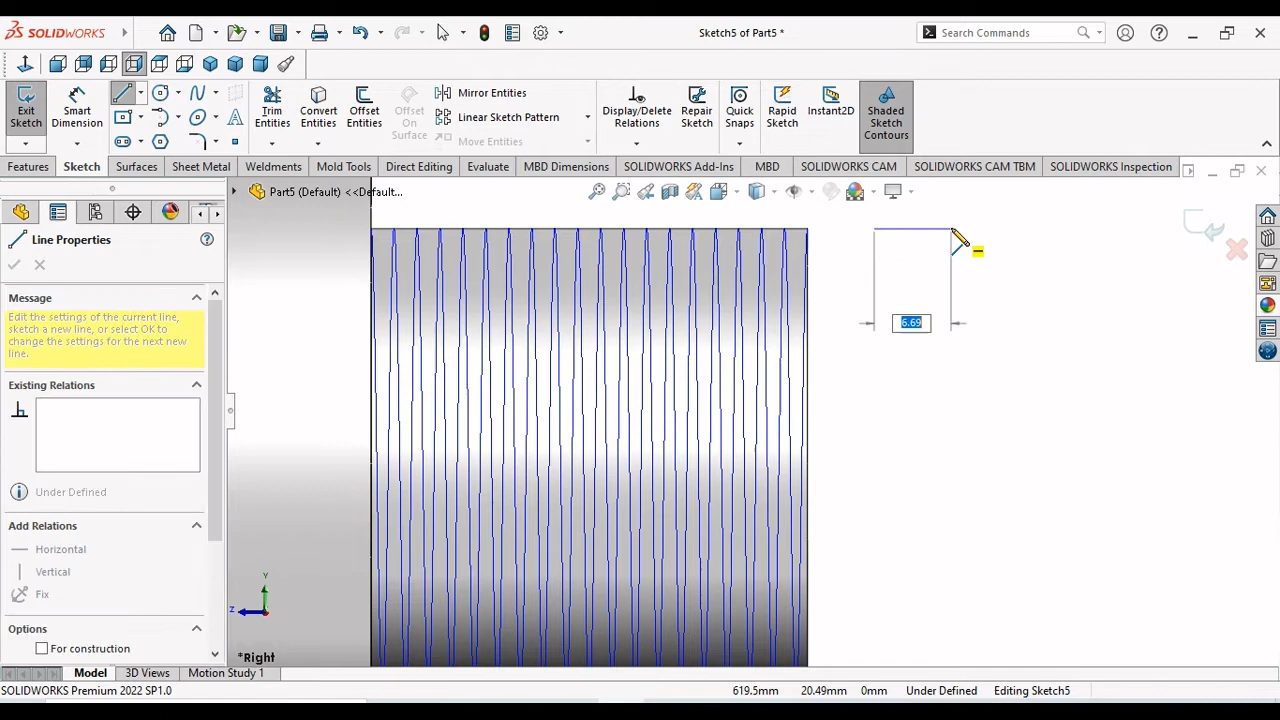 SOLIDWORKS
Sketch5 of Part5 *
Search Commands
Exit Sketch
Smart Dimension
Trim Entities
Convert Entities
Offset Entities
Offset On Surface
Mirror Entities
Linear Sketch Pattern
Move Entities
Display/Delete Relations
Repair Sketch
Quick Snaps
Rapid Sketch
Instant2D
Shaded Sketch Contours
Features
Sketch
Surfaces
Sheet Metal
Weldments
Mold Tools
Direct Editing
Evaluate
MBD Dimensions
SOLIDWORKS Add-Ins
MBD
SOLIDWORKS CAM
SOLIDWORKS CAM TBM
SOLIDWORKS Inspection
Part5 (Default) <<Default...
Line Properties
Message
Edit the settings of the current line,
sketch a new line, or select OK to
change the settings for the next new
line.
Existing Relations
Under Defined
Add Relations
Horizontal
Vertical
Fix
Options
For construction
6.69
Y
Z
*Right
Model
3D Views
Motion Study 1
SOLIDWORKS Premium 2022 SP1.0
619.5mm
20.49mm
0mm
Under Defined
Editing Sketch5